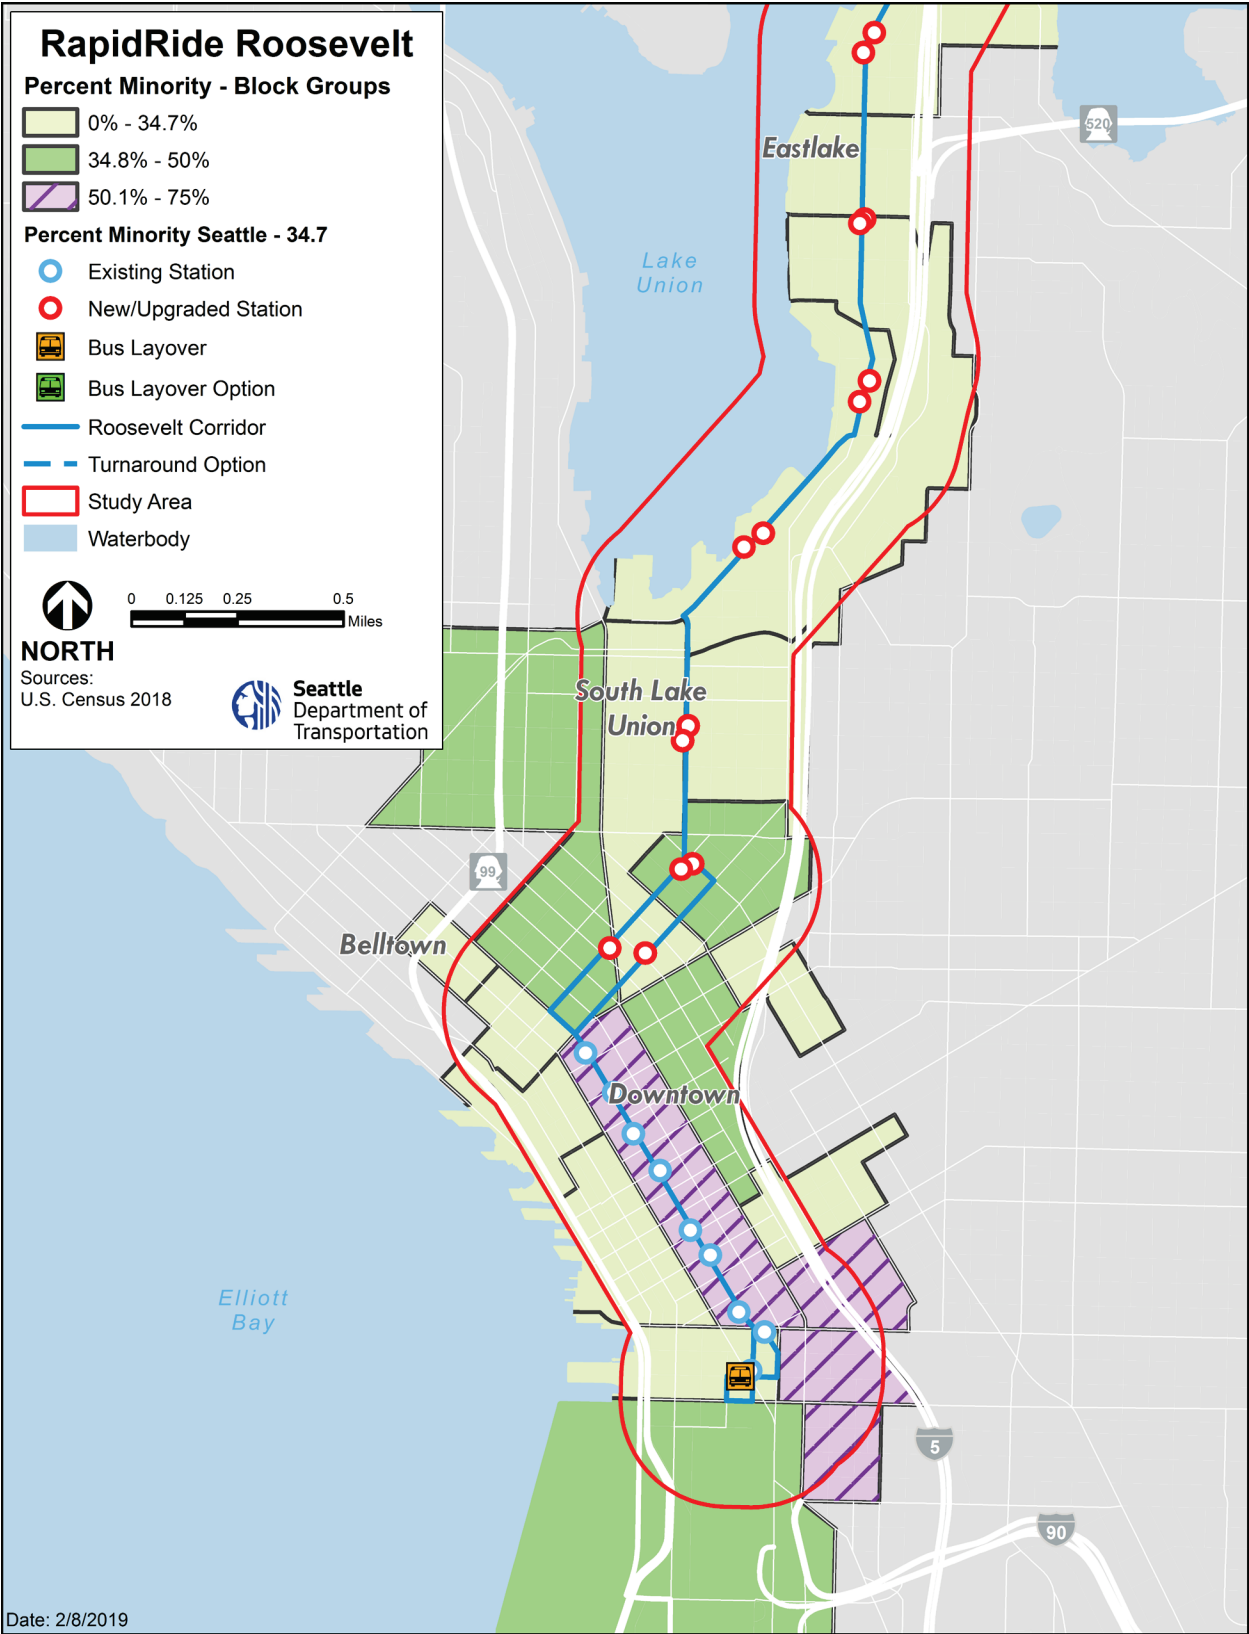 RapidRide Roosevelt
Percent Minority - Block Groups
0% - 34.7%
34.8% - 50%
50.1% - 75%
Percent Minority Seattle - 34.7
Existing Station
New/Upgraded Station
Bus Layover
Bus Layover Option
Roosevelt Corridor
Turnaround Option
Study Area
Waterbody
0 0.125 0.25 0.5
Miles
NORTH
Sources:
U.S. Census 2018
Seattle
Department of
Transportation
520
Eastlake
Lake
Union
South Lake
Union
99
Belltown
Downtown
Elliott
Bay
5
90
Date: 2/8/2019